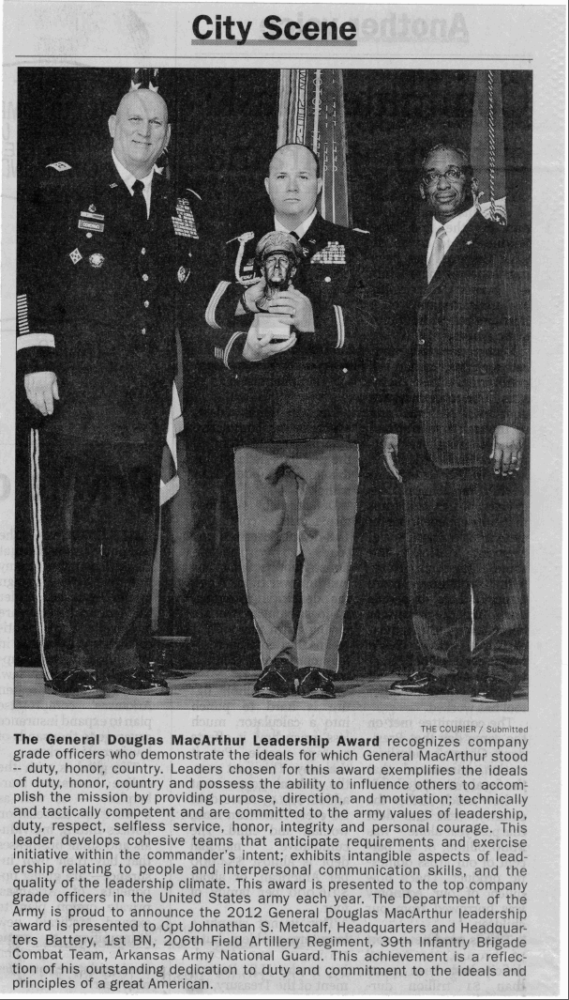 City Scene
THE COURIER / Submitted
The General Douglas MacArthur Leadership Award recognizes company
grade officers who demonstrate the ideals for which General MacArthur stood
-- duty, honor, country. Leaders chosen for this award exemplifies the ideals
of duty, honor, country and possess the ability to influence others to accom-
plish the mission by providing purpose, direction, and motivation; technically
and tactically competent and are committed to the army values of leadership,
duty, respect, selfless service, honor, integrity and personal courage. This
leader develops cohesive teams that anticipate requirements and exercise
initiative within the commander's intent; exhibits intangible aspects of lead-
ership relating to people and interpersonal communication skills, and the
quality of the leadership climate. This award is presented to the top company
grade officers in the United States army each year. The Department of the
Army is proud to announce the 2012 General Douglas MacArthur leadership
award is presented to Cpt Johnathan S. Metcalf, Headquarters and Headquar-
ters Battery, 1st BN, 206th Field Artillery Regiment, 39th Infantry Brigade
Combat Team, Arkansas Army National Guard. This achievement is a reflec-
tion of his outstanding dedication to duty and commitment to the ideals and
principles of a great American.